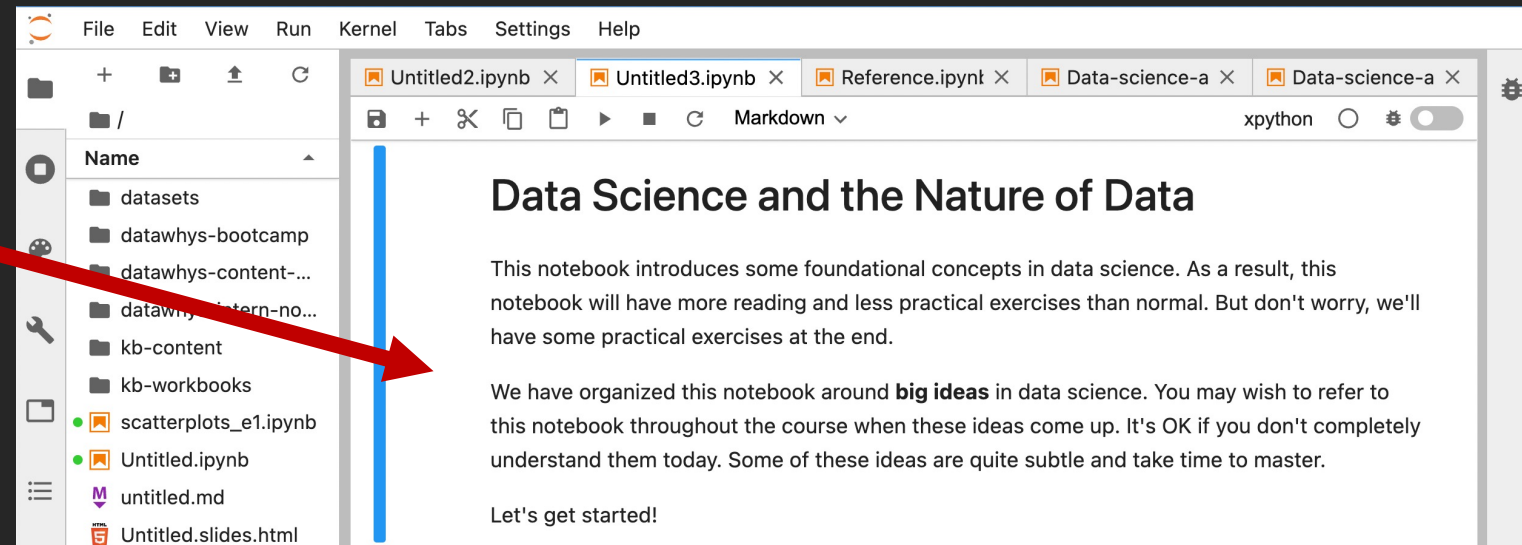 File Edit View Run Kernel Tabs Settings Help
Untitled2.ipynb Untitled3.ipynb Reference.ipynb Data-science-a Data-science-a
/
Markdown xpython
Name
datasets
datawhys-bootcamp
datawhys-content-...
kb-content
kb-workbooks
scatterplots_e1.ipynb
Untitled.ipynb
untitled.md
Untitled.slides.html
Data Science and the Nature of Data
This notebook introduces some foundational concepts in data science. As a result, this
notebook will have more reading and less practical exercises than normal. But don't worry, we'll
have some practical exercises at the end.
We have organized this notebook around big ideas in data science. You may wish to refer to
this notebook throughout the course when these ideas come up. It's OK if you don't completely
understand them today. Some of these ideas are quite subtle and take time to master.
Let's get started!